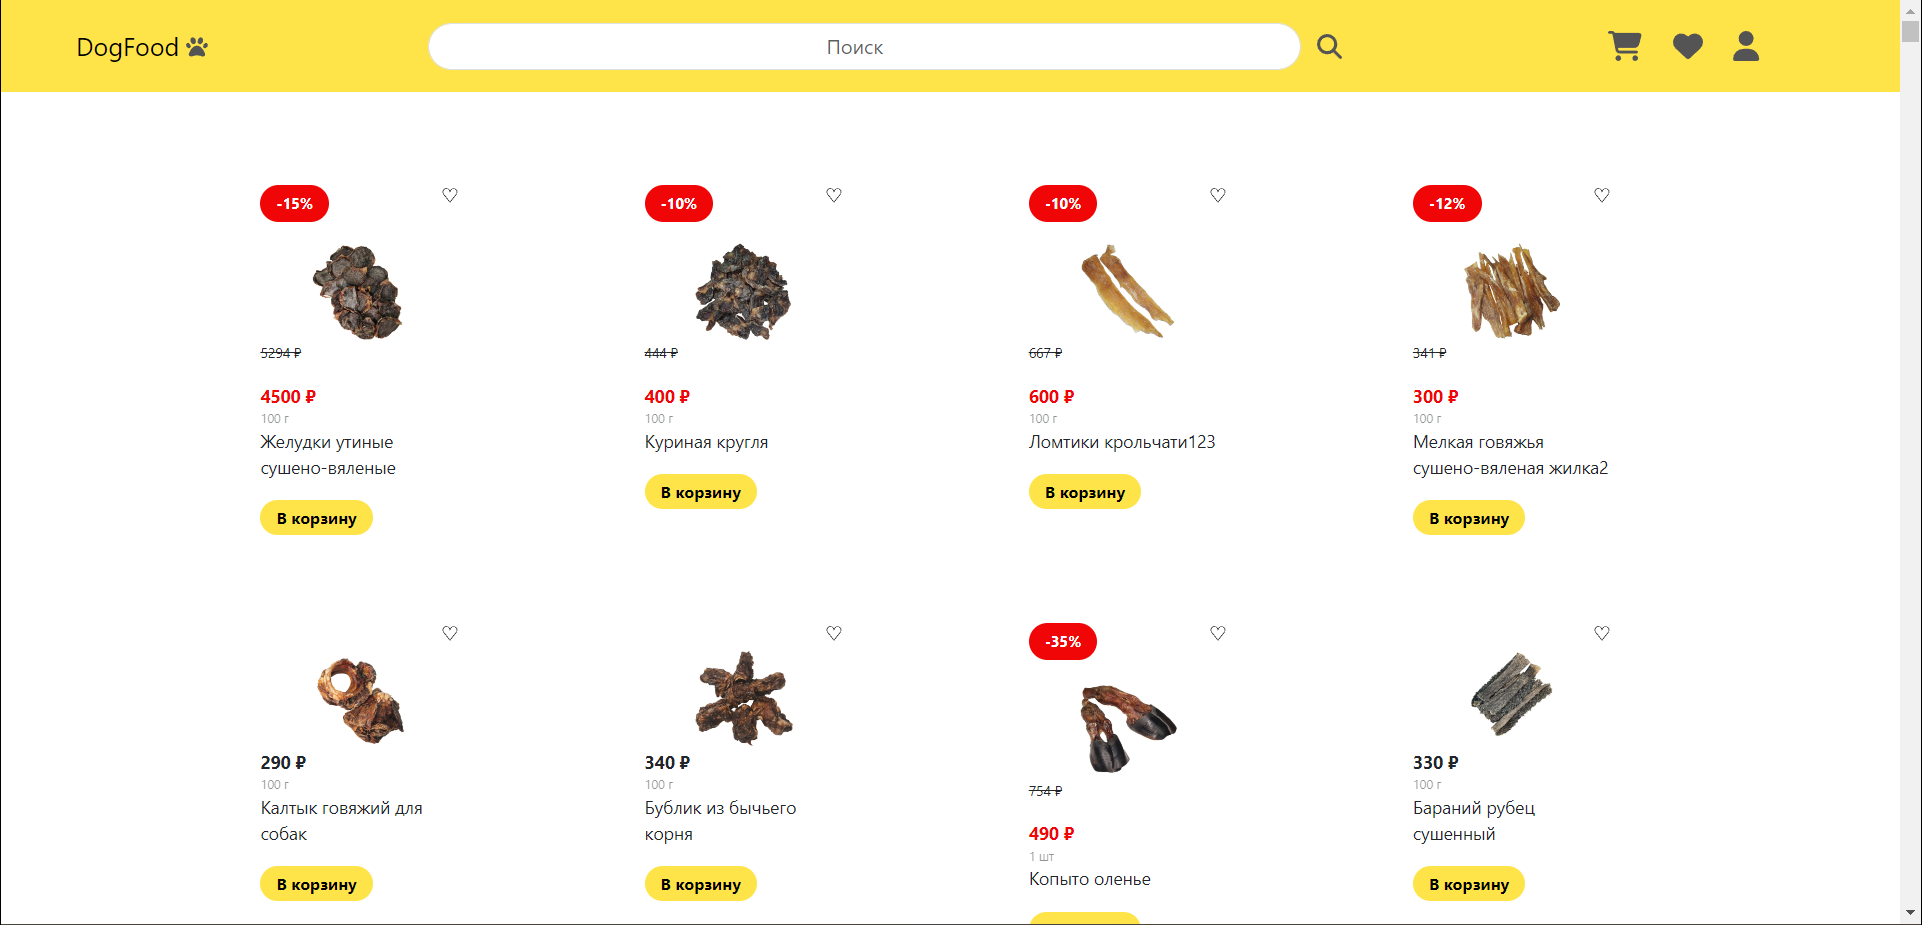 DogFood
Поиск
-15%
♡
5294 ₽
4500 ₽
100 г
Желудки утиные
сушено-вяленые
В корзину
-10%
♡
444 ₽
400 ₽
100 г
Куриная кругля
В корзину
-10%
♡
667 ₽
600 ₽
100 г
Ломтики крольчати123
В корзину
-12%
♡
341 ₽
300 ₽
100 г
Мелкая говяжья
сушено-вяленая жилка2
В корзину
♡
290 ₽
100 г
Калтык говяжий для
собак
В корзину
♡
340 ₽
100 г
Бублик из бычьего
корня
В корзину
-35%
♡
754 ₽
490 ₽
1 шт
Копыто оленье
♡
330 ₽
100 г
Бараний рубец
сушенный
В корзину